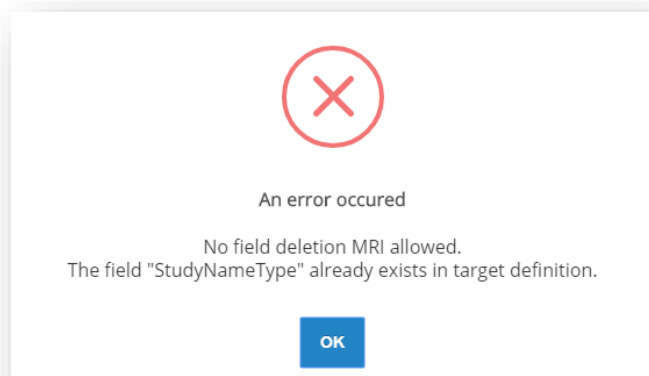 An error occured
No field deletion MRI allowed.
The field "StudyNameType" already exists in target definition.
OK